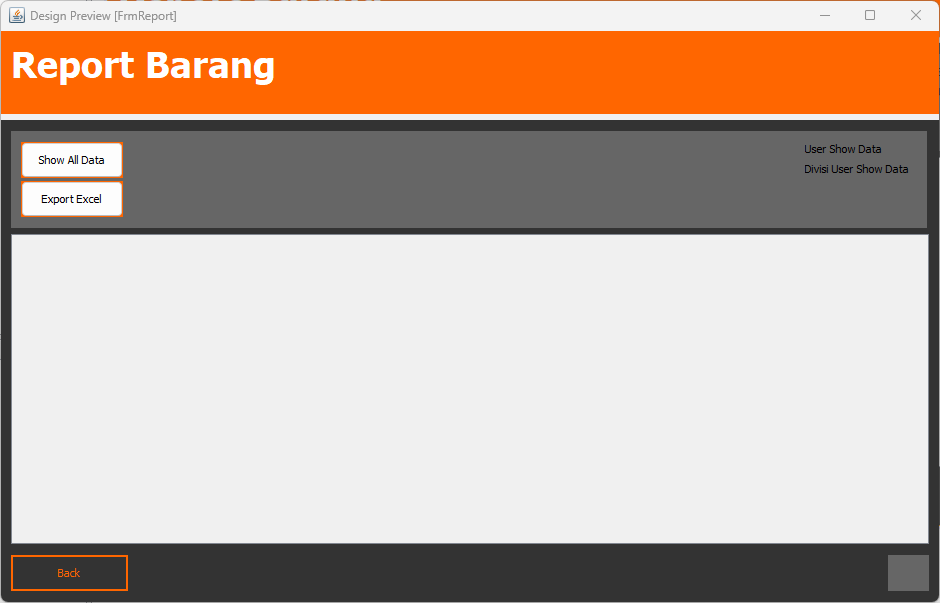 Design Preview [FrmReport]
Report Barang
Show All Data
User Show Data
Divisi User Show Data
Export Excel
Back